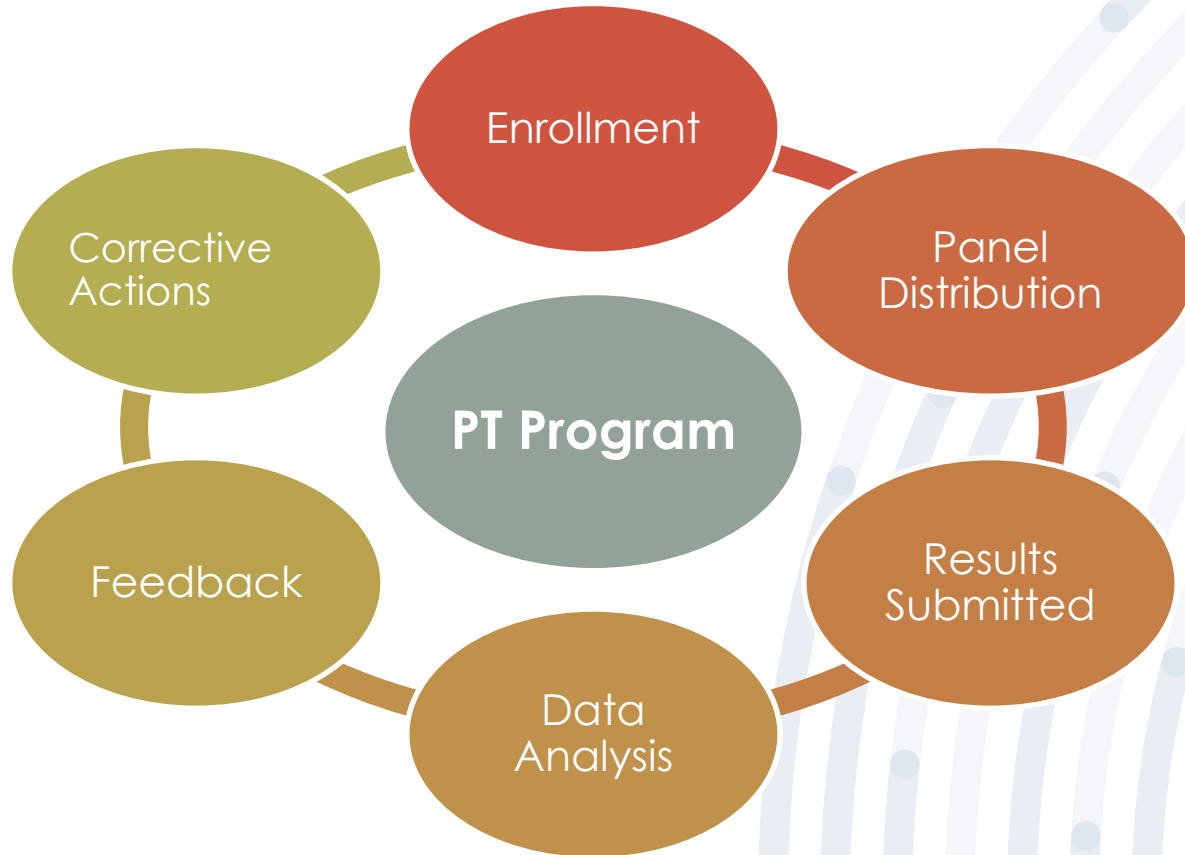 Enrollment
Panel
Distribution
Results
Submitted
Data
Analysis
Feedback
Corrective
Actions
PT Program